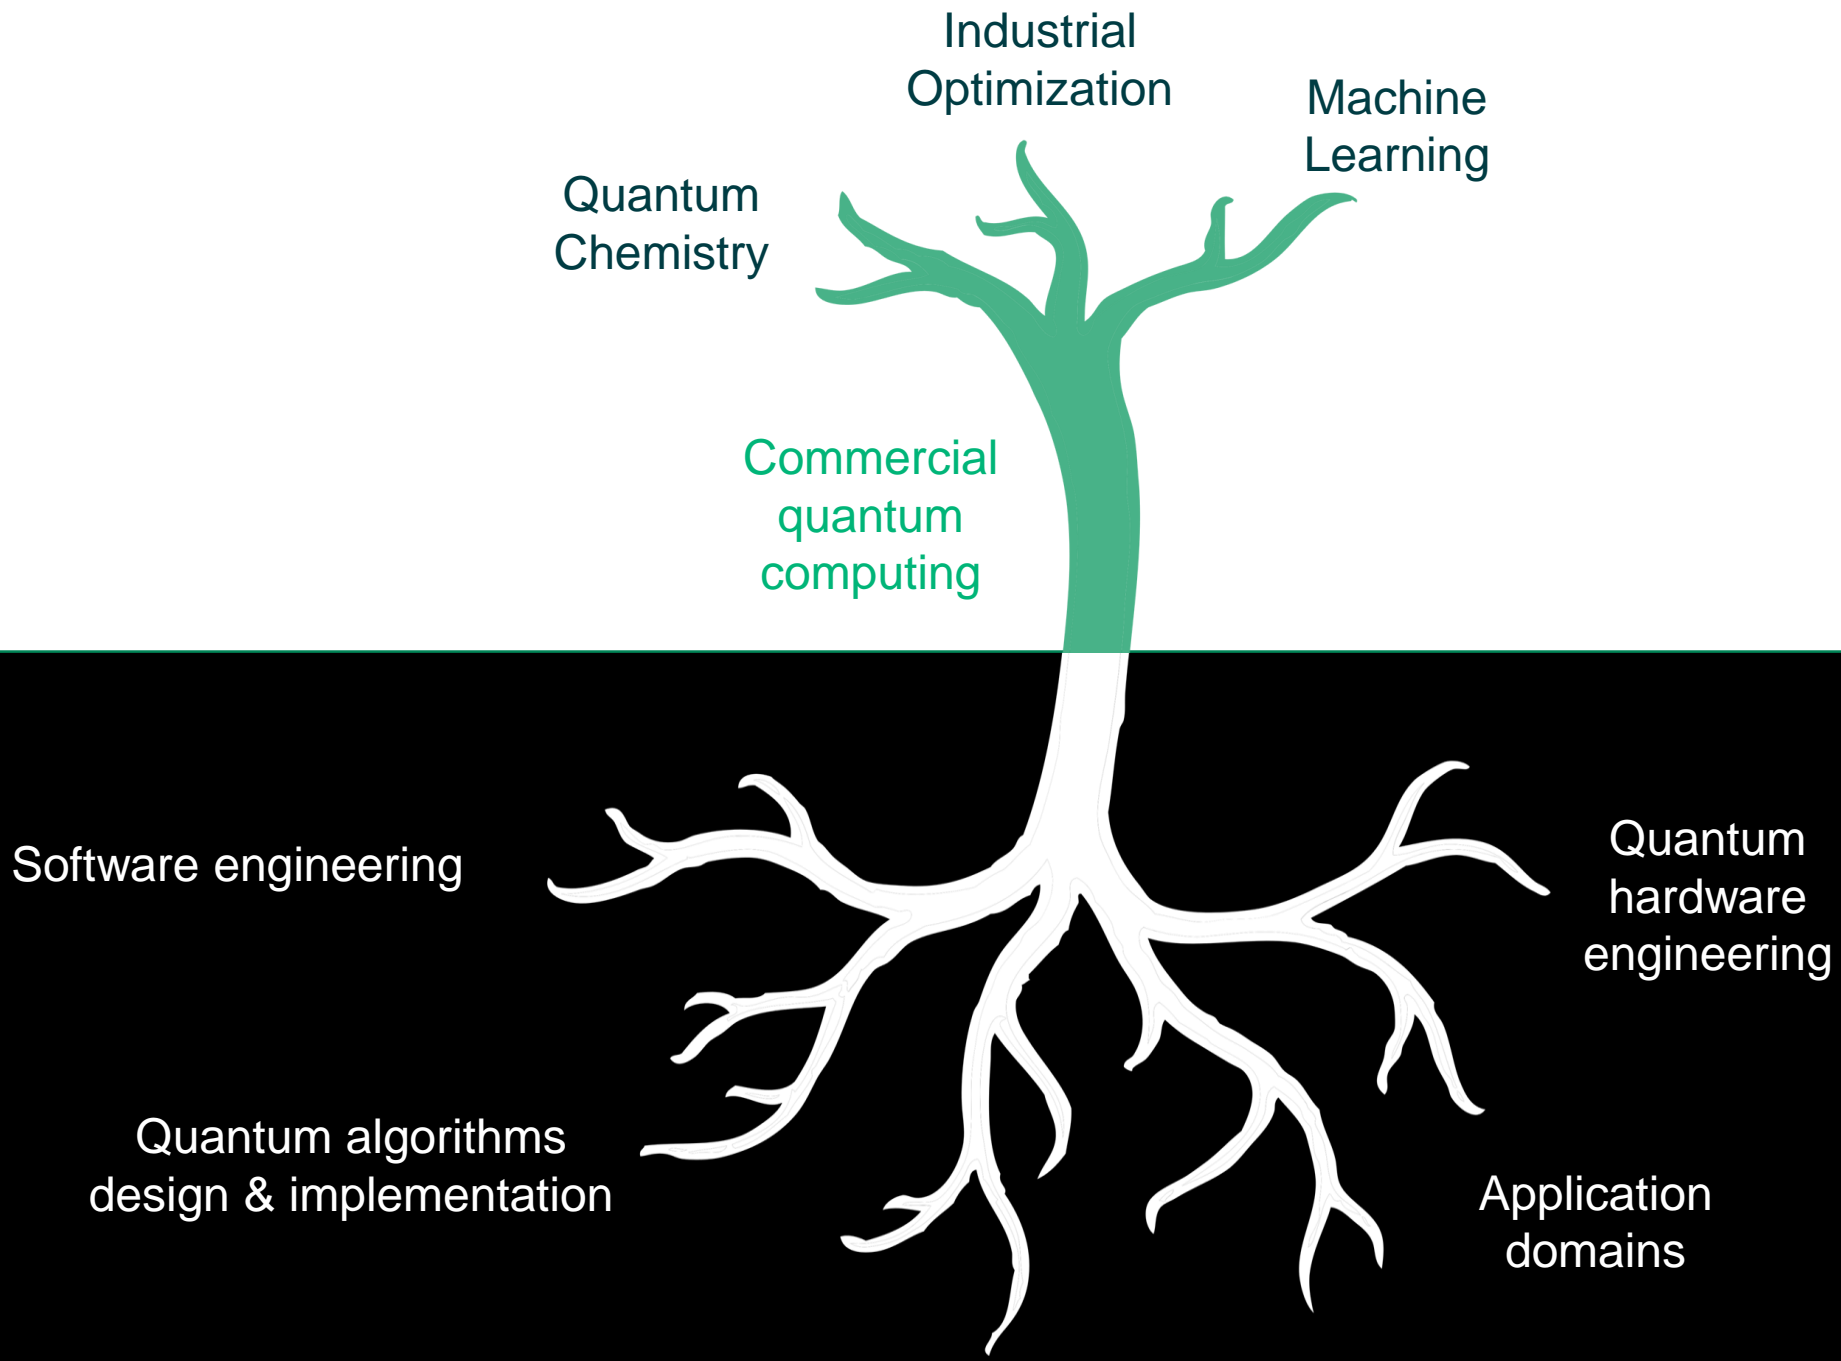 Industrial
Optimization
Machine
Learning
Quantum
Chemistry
Commercial
quantum
computing
Software engineering
Quantum
hardware
engineering
Quantum algorithms
design & implementation
Application
domains